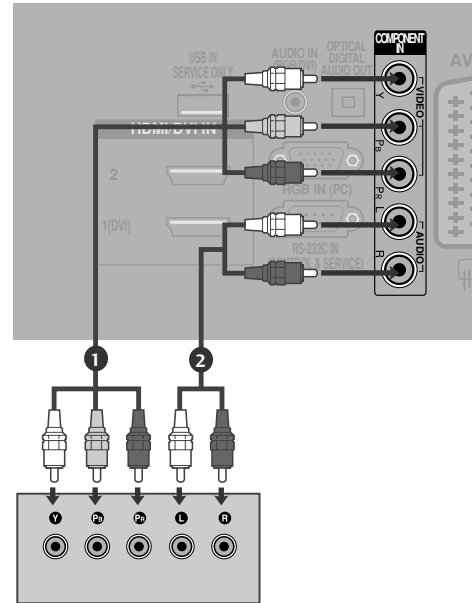 COMPONENT
IN
USB IN
SERVICE ONLY
AUDIO IN
(RGB/DVI)
OPTICAL
DIGITAL
AUDIO OUT
AV
Y
VIDEO
HDMI/DVI IN
PB
2
PR
RGB IN (PC)
L
1(DVI)
AUDIO
RS-232C IN
(CONTROL & SERVICE)
R
1
2
Y PB PR L R